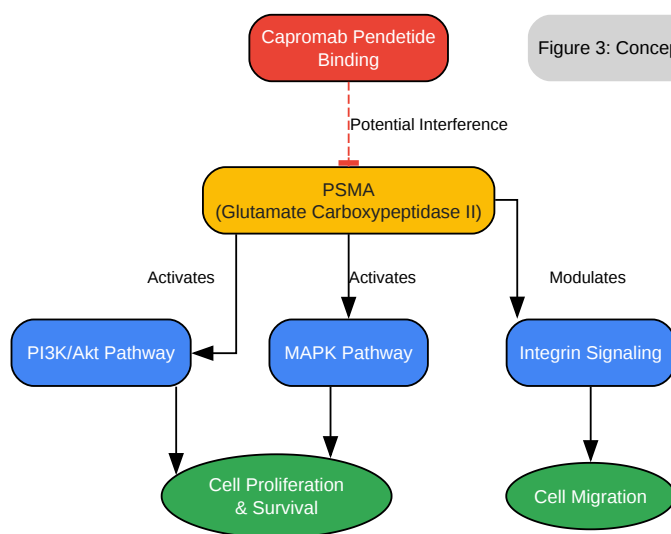 Capromab Pendetide
Binding
Figure 3: Concep
Potential Interference
PSMA
(Glutamate Carboxypeptidase II)
Activates
Activates
Modulates
PI3K/Akt Pathway
MAPK Pathway
Integrin Signaling
Cell Proliferation
& Survival
Cell Migration